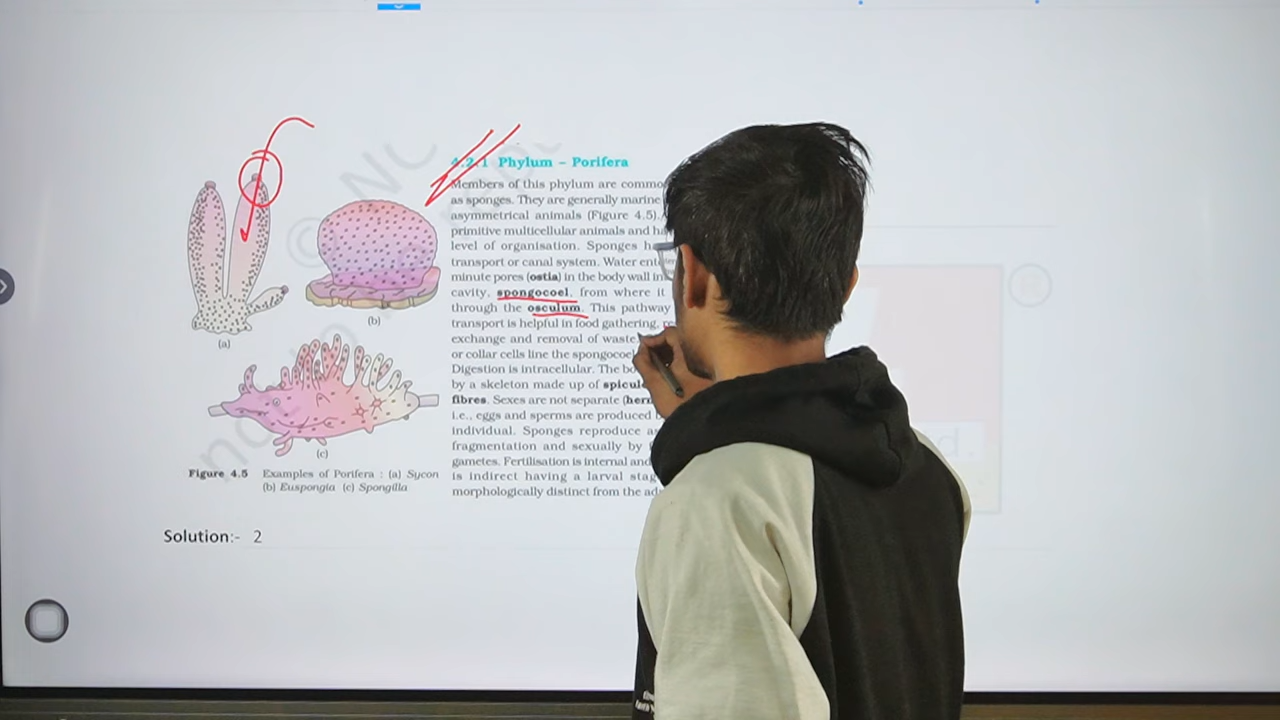 4.2.1 Phylum – Porifera
Members of this phylum are commo
as sponges. They are generally marine
asymmetrical animals (Figure 4.5).
primitive multicellular animals and ha
level of organisation. Sponges ha
transport or canal system. Water ente
minute pores (ostia) in the body wall in
cavity, spongocoel, from where it
through the osculum. This pathway
transport is helpful in food gathering, re
exchange and removal of waste.
or collar cells line the spongocoel
Digestion is intracellular. The bo
by a skeleton made up of spicule
fibres. Sexes are not separate (herm
i.e., eggs and sperms are produced b
individual. Sponges reproduce as
fragmentation and sexually by f
gametes. Fertilisation is internal and
is indirect having a larval stag
morphologically distinct from the ad
(a)
(b)
(c)
Figure 4.5 Examples of Porifera : (a) Sycon
(b) Euspongia (c) Spongilla
Solution:- 2